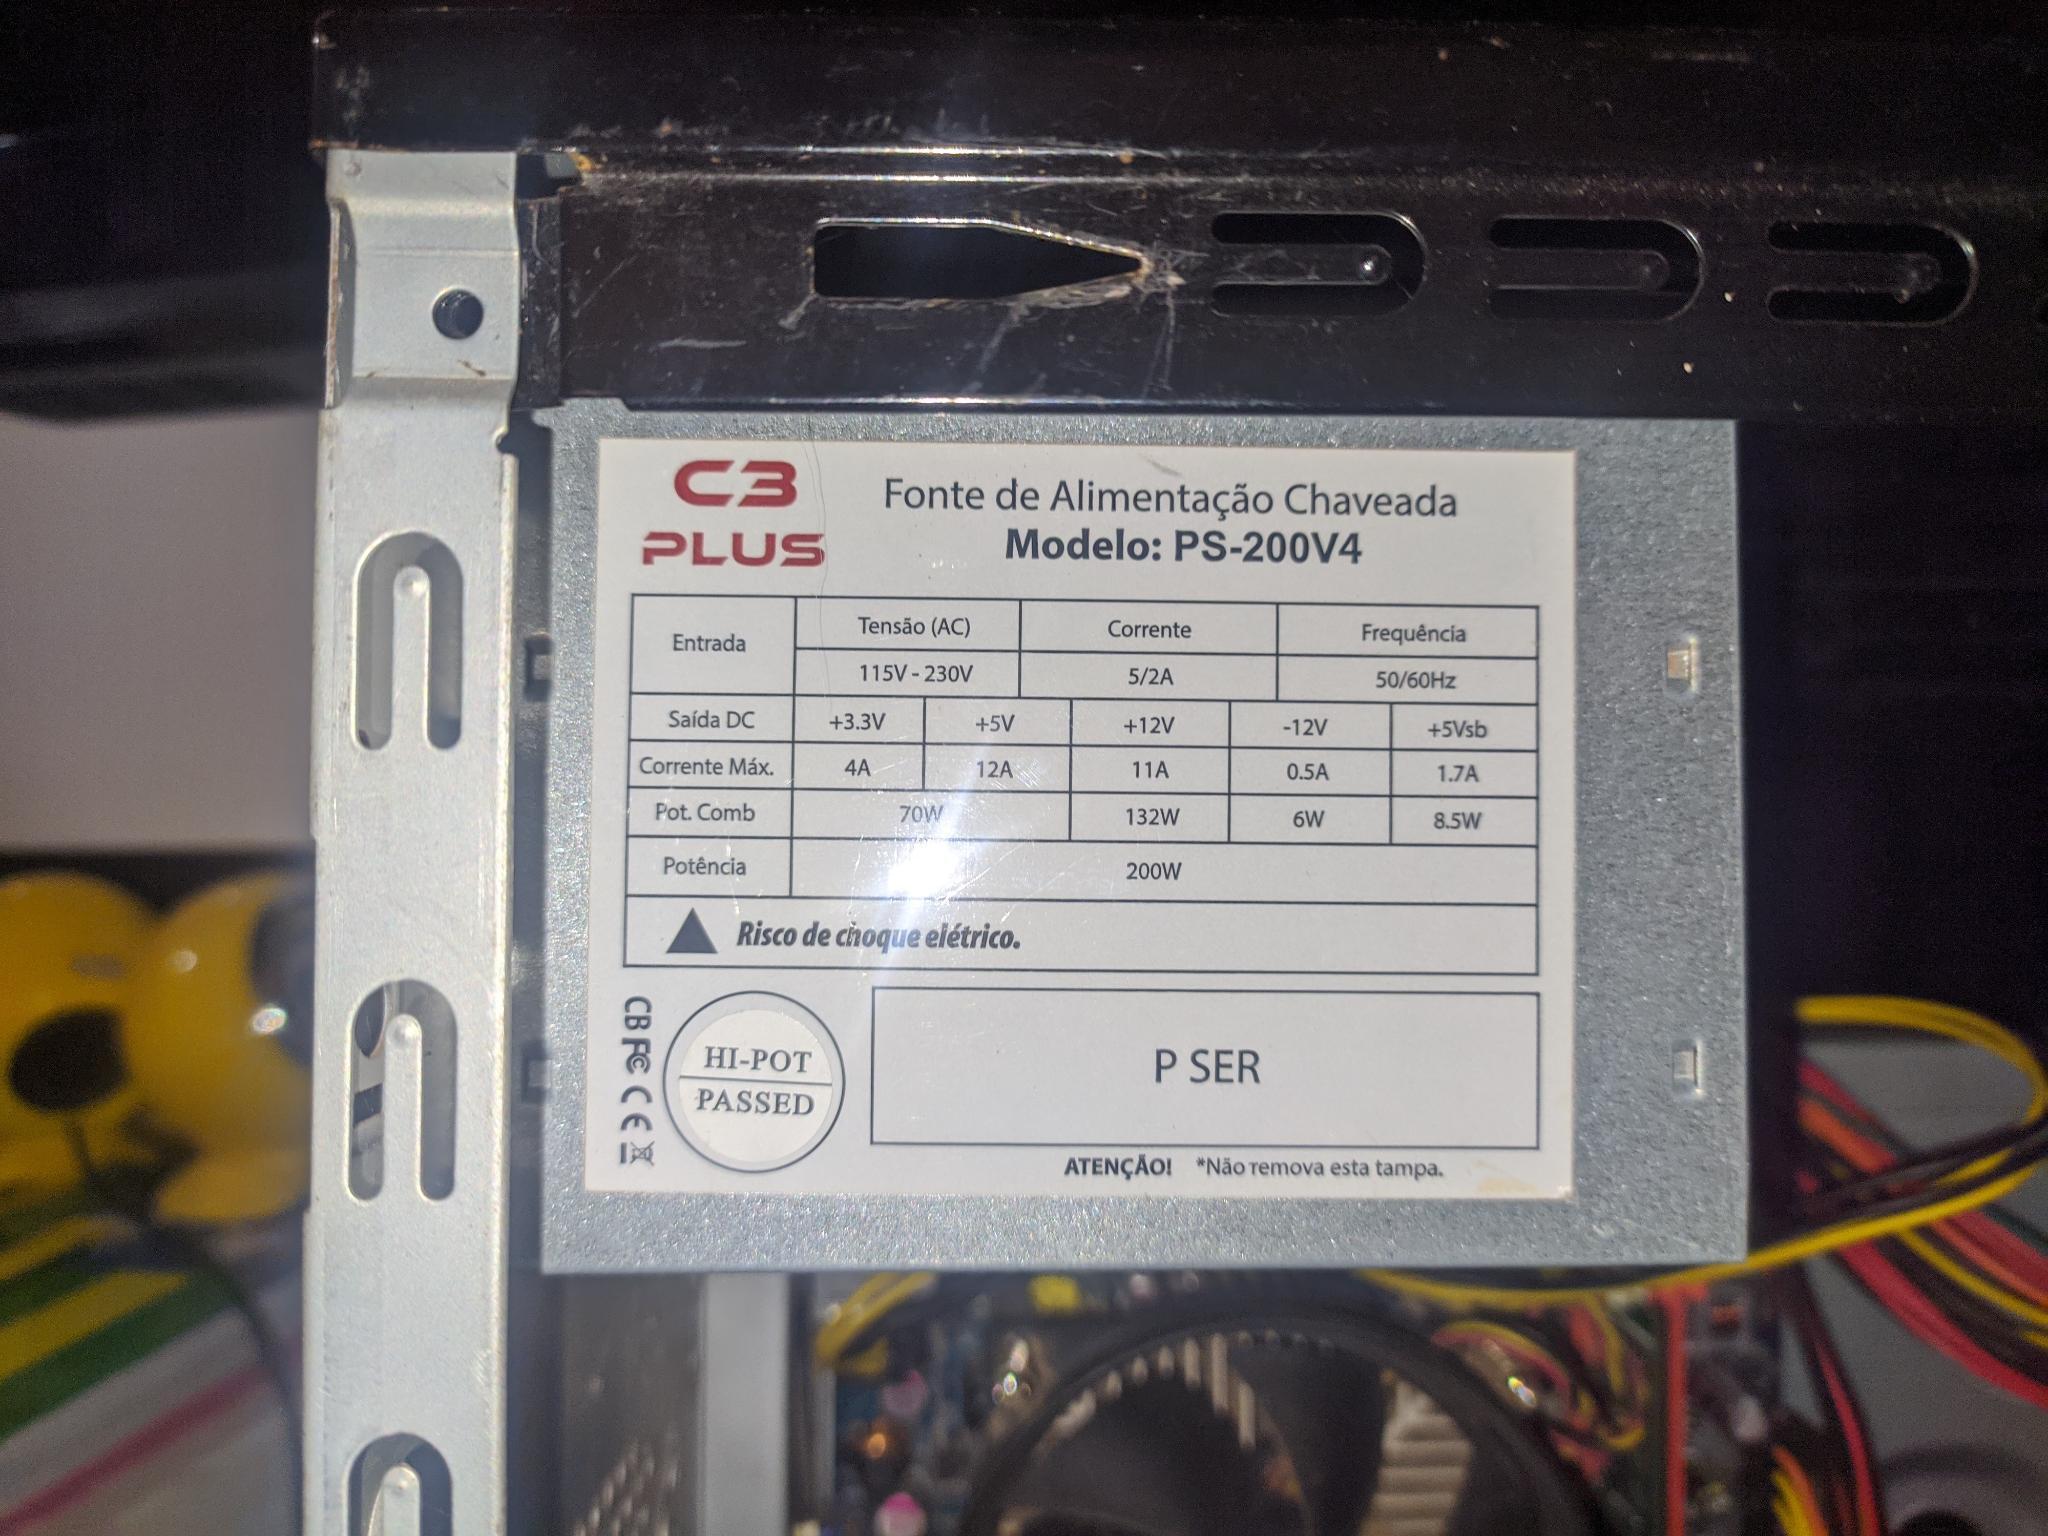 C3
PLUS
Fonte de Alimentação Chaveada
Modelo: PS-200V4
Entrada Tensão (AC) Corrente Frequência
115V - 230V 5/2A 50/60Hz
Saída DC +3.3V +5V +12V -12V +5Vsb
Corrente Máx. 4A 12A 11A 0.5A 1.7A
Pot. Comb 70W 132W 6W 8.5W
Potência 200W
Risco de choque elétrico.
CB FC CE
HI-POT
PASSED
P SER
ATENÇÃO! *Não remova esta tampa.